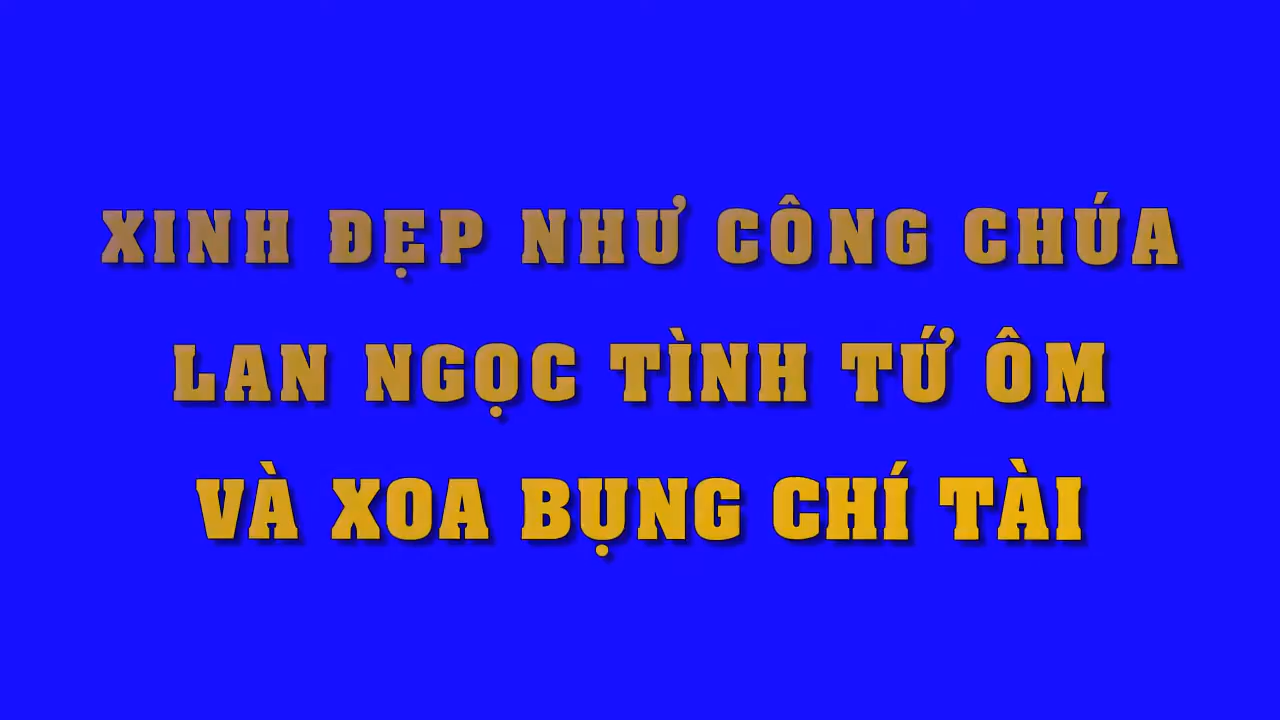 XINH ĐẸP NHƯ CÔNG CHÚA
LAN NGỌC TÌNH TỨ ÔM
VÀ XOA BỤNG CHÍ TÀI